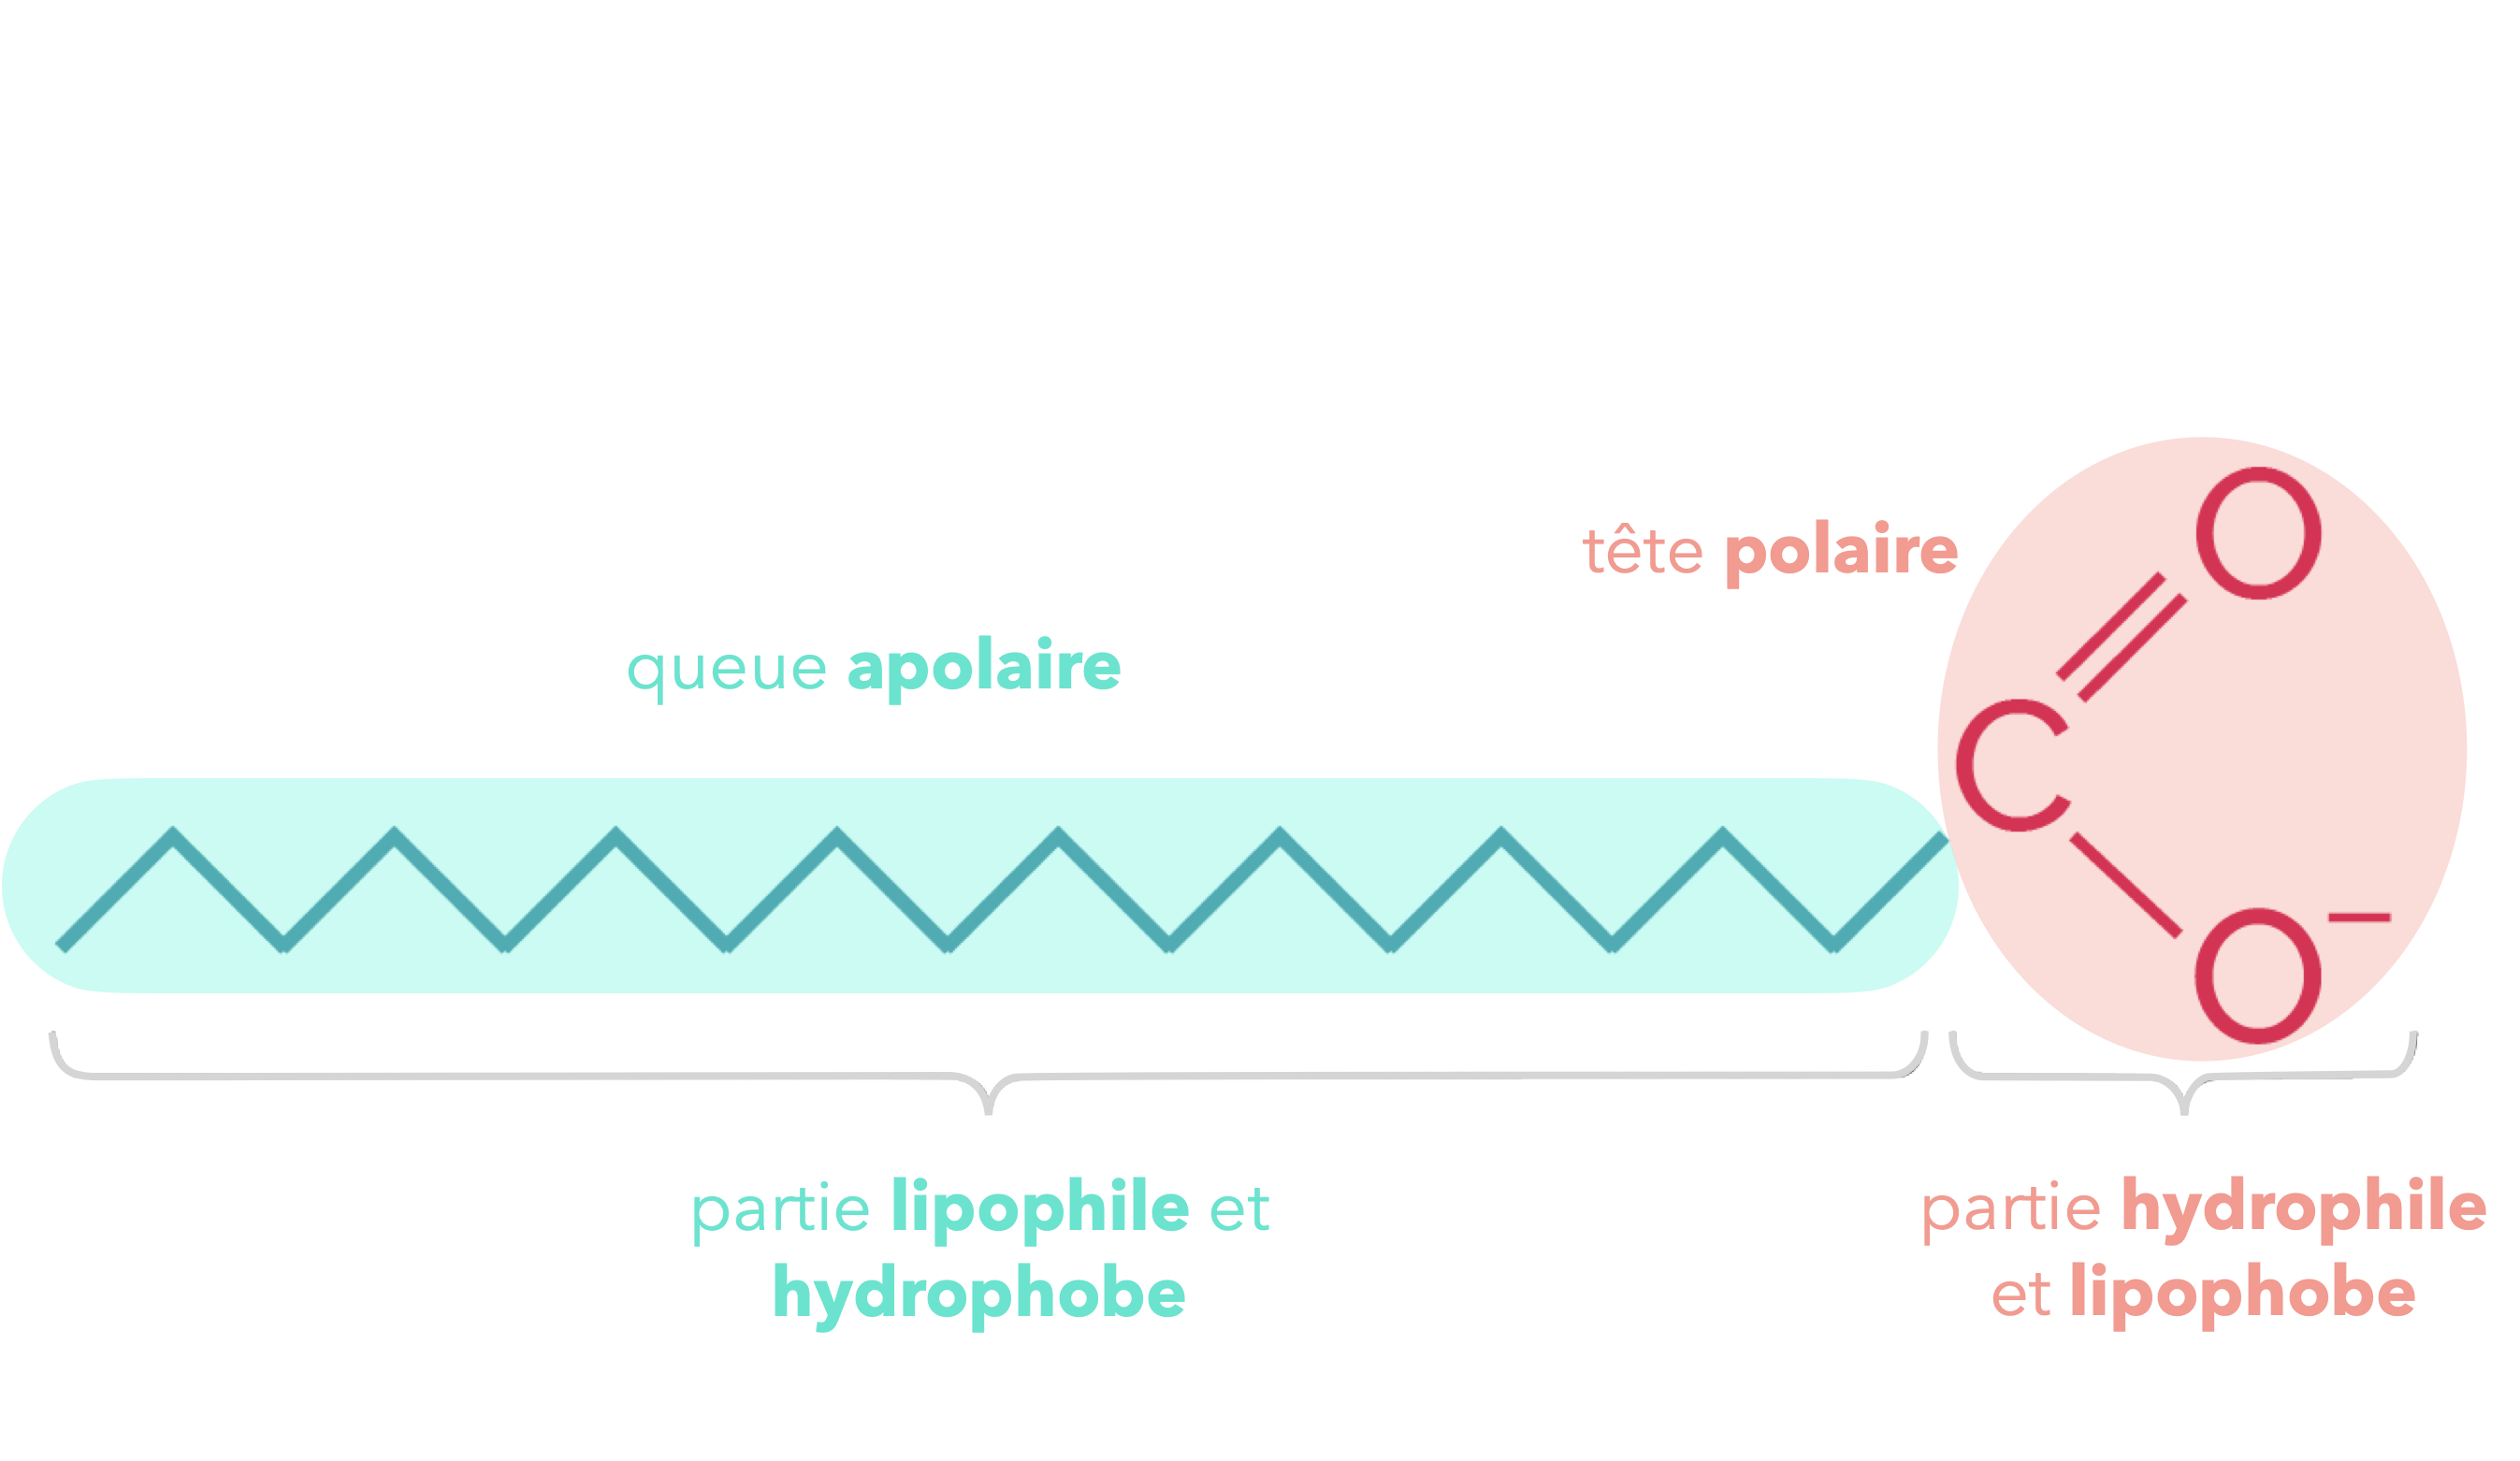 tête polaire
queue apolaire
O
C
O
–
partie lipophile et
hydrophobe
partie hydrophile
et lipophobe